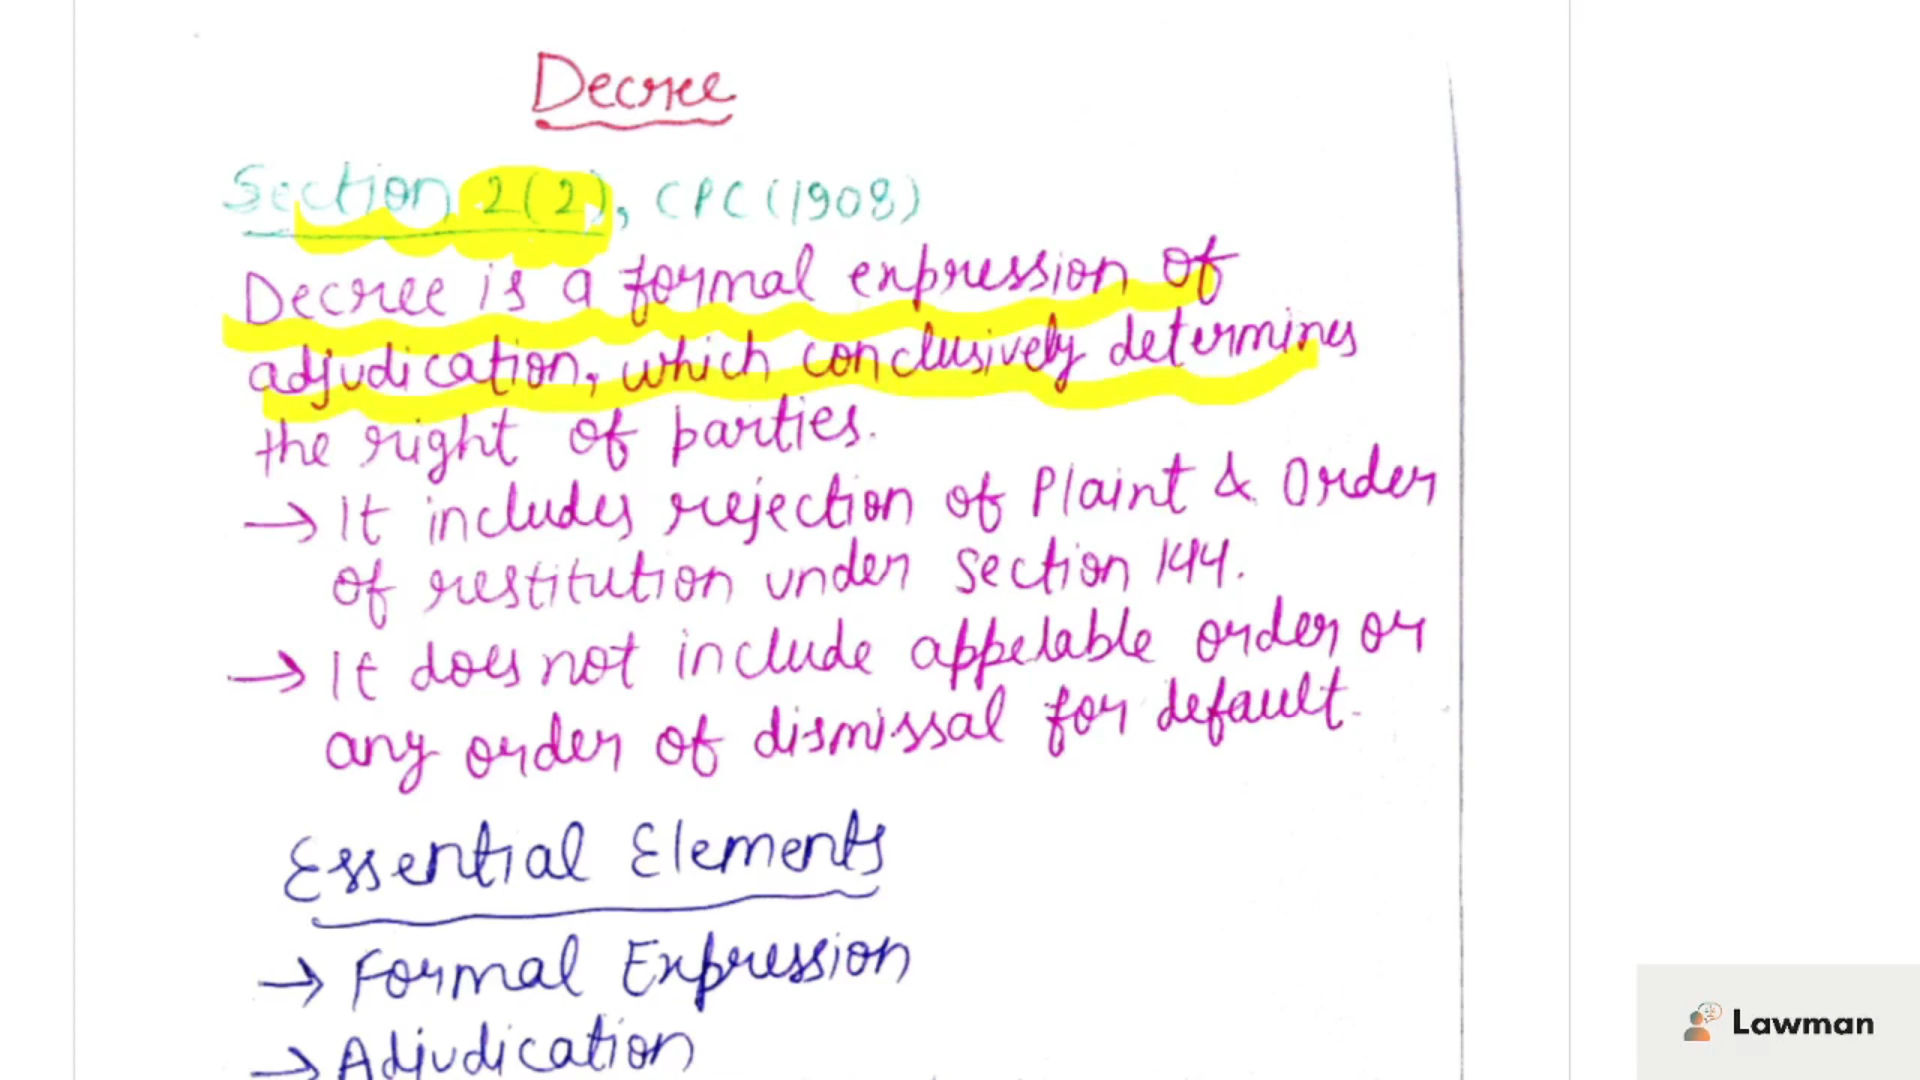 Decree
Section 2(2), CPC (1908)
Decree is a formal expression of
adjudication, which conclusively determines
the right of parties.
→ It includes rejection of Plaint & Order
of restitution under section 144.
→ It does not include appelable order or
any order of dismissal for default.
Essential Elements
→ Formal Expression
→ Adjudication
Lawman